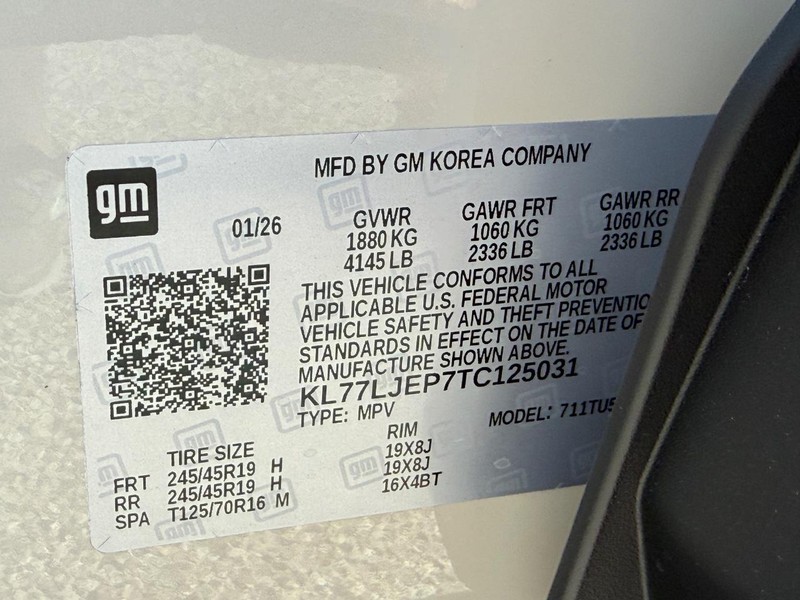 MFD BY GM KOREA COMPANY
gm
01/26
GVWR GAWR FRT GAWR RR
1880 KG 1060 KG 1060 KG
4145 LB 2336 LB 2336 LB
THIS VEHICLE CONFORMS TO ALL
APPLICABLE U.S. FEDERAL MOTOR
VEHICLE SAFETY AND THEFT PREVENTIO
STANDARDS IN EFFECT ON THE DATE OF
MANUFACTURE SHOWN ABOVE.
KL77LJEP7TC125031
TYPE: MPV MODEL: 711TU5
TIRE SIZE RIM
FRT 245/45R19 H 19X8J
RR 245/45R19 H 19X8J
SPA T125/70R16 M 16X4BT